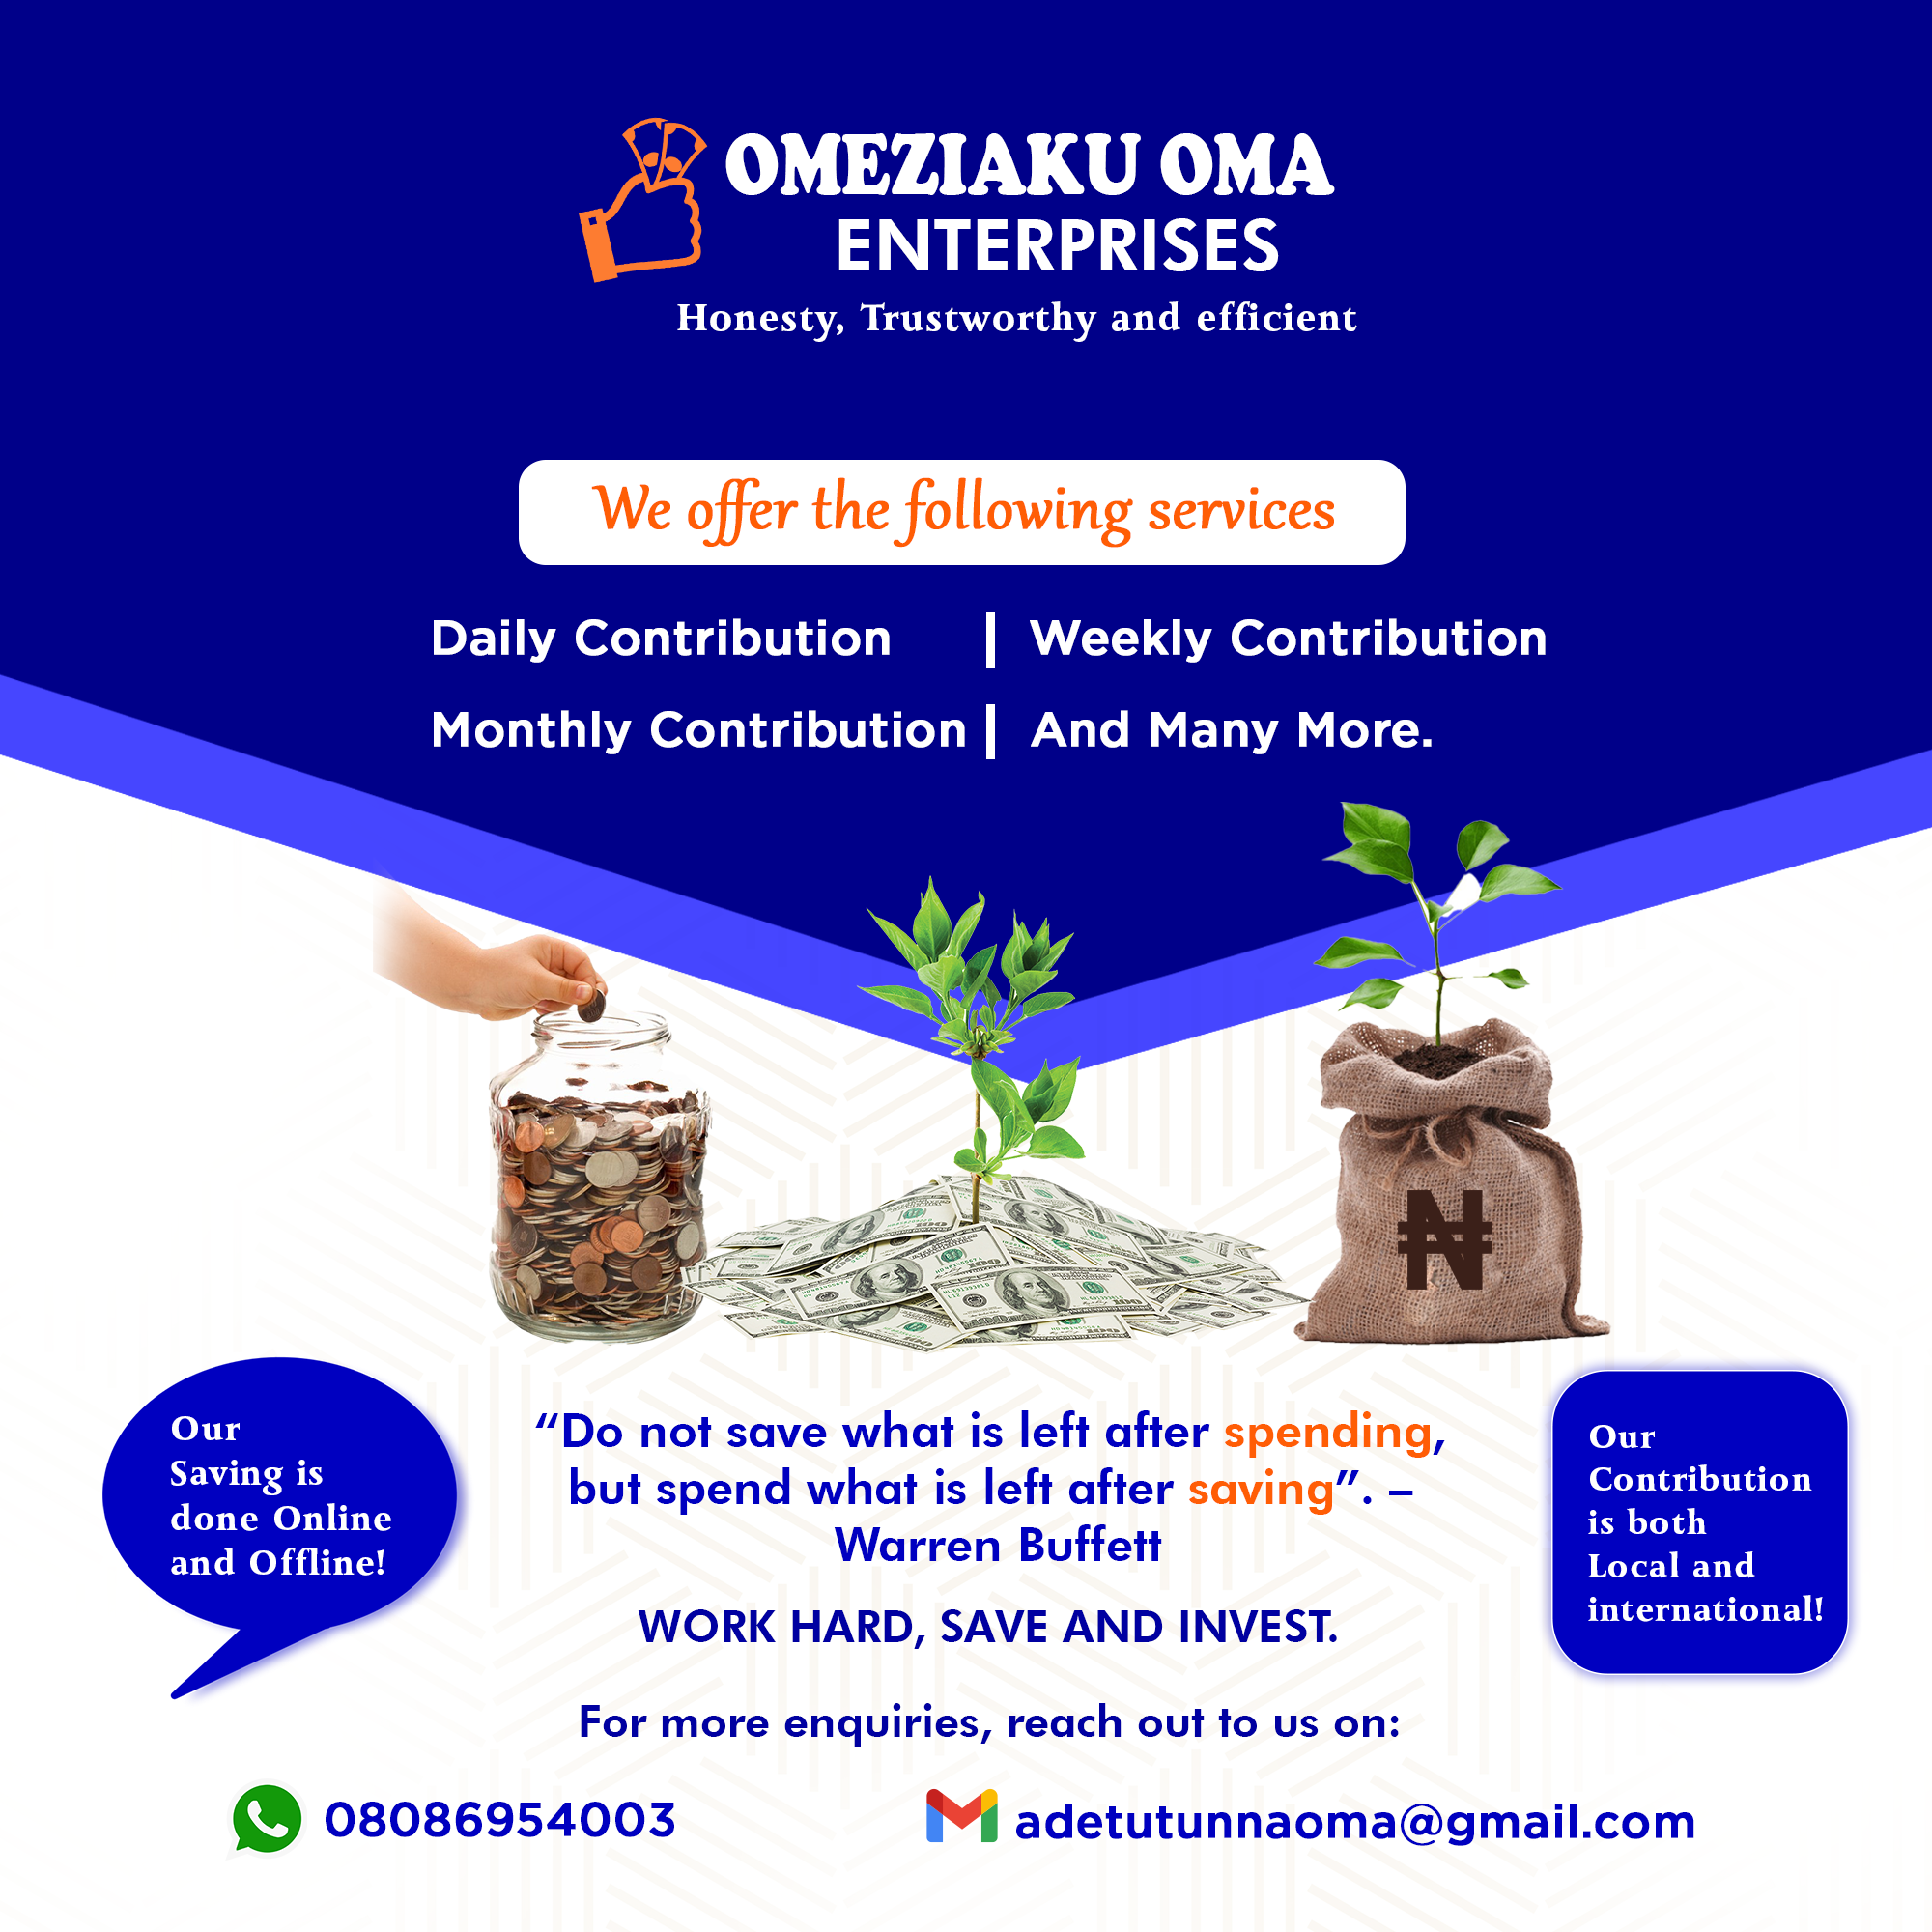 OMEZIAKU OMA
ENTERPRISES
Honesty, Trustworthy and efficient
We offer the following services
Daily Contribution | Weekly Contribution
Monthly Contribution | And Many More.
₦
Our
Saving is
done Online
and Offline!
“Do not save what is left after spending,
but spend what is left after saving”. –
Warren Buffett
WORK HARD, SAVE AND INVEST.
Our
Contribution
is both
Local and
international!
For more enquiries, reach out to us on:
08086954003
adetutunnaoma@gmail.com